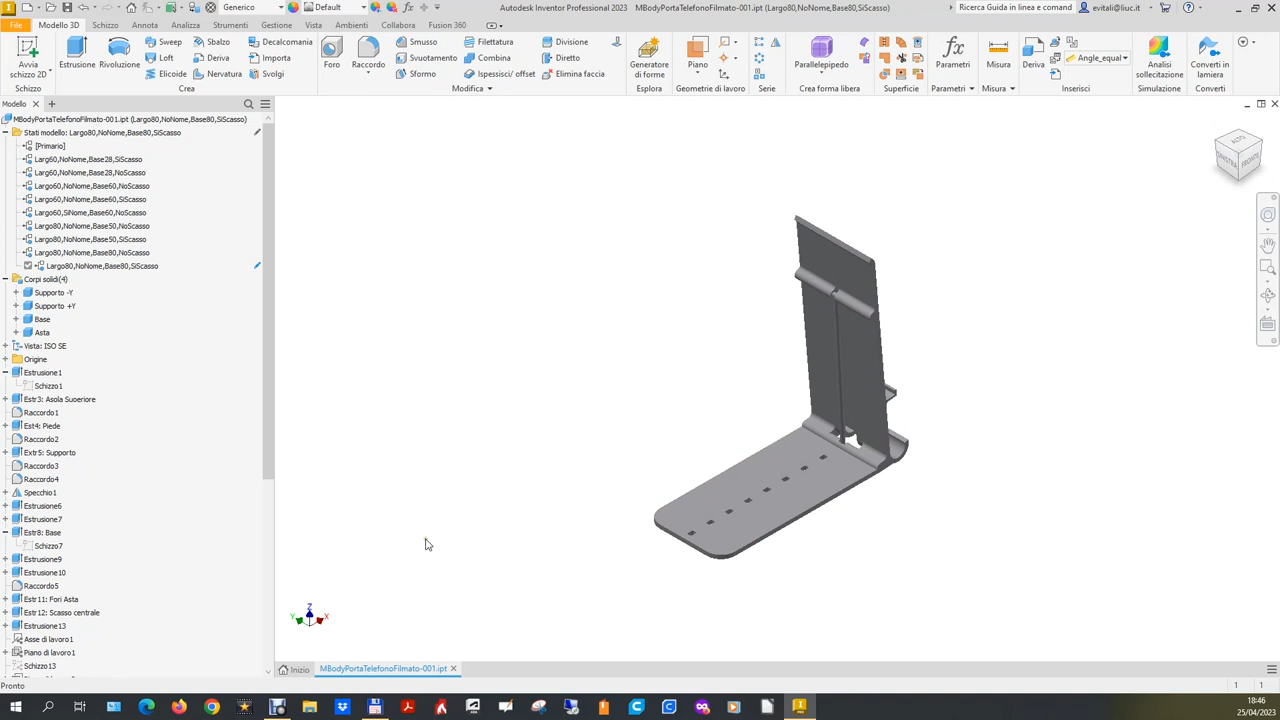 Generico
Default
Autodesk Inventor Professional 2023
MBodyPortaTelefonoFilmato-001.ipt (Largo80,NoNome,Base80,SiScasso)
Ricerca Guida in linea e comand
evitali@liuc.it
File
Modello 3D
Schizzo
Annota
Analizza
Strumenti
Gestione
Vista
Ambienti
Collabora
Fusion 360
Avvia
schizzo 2D
Estrusione
Rivoluzione
Sweep
Loft
Elicoide
Sbalzo
Deriva
Nervatura
Decalcomania
Importa
Svolgi
Foro
Raccordo
Smusso
Svuotamento
Sformo
Filettatura
Combina
Ispessisci/ offset
Divisione
Diretto
Elimina faccia
Generatore
di forme
Piano
Parallelepipedo
Parametri
Misura
Deriva
Angle_equal
Analisi
sollecitazione
Converti in
lamiera
Schizzo
Crea
Modifica
Esplora
Geometrie di lavoro
Serie
Crea forma libera
Superficie
Parametri
Misura
Inserisci
Simulazione
Converti
Modello
MBodyPortaTelefonoFilmato-001.ipt (Largo80,NoNome,Base80,SiScasso)
Stati modello: Largo80,NoNome,Base80,SiScasso
[Primario]
Larg60,NoNome,Base28,SiScasso
Larg60,NoNome,Base28,NoScasso
Largo60,NoNome,Base60,NoScasso
Largo60,NoNome,Base60,SiScasso
Largo60,SiNome,Base60,NoScasso
Largo80,NoNome,Base50,NoScasso
Largo80,NoNome,Base50,SiScasso
Largo80,NoNome,Base80,NoScasso
Largo80,NoNome,Base80,SiScasso
Corpi solidi(4)
Supporto -Y
Supporto +Y
Base
Asta
Vista: ISO SE
Origine
Estrusione1
Schizzo1
Estr3: Asola Suoeriore
Raccordo1
Est4: Piede
Raccordo2
Extr5: Supporto
Raccordo3
Raccordo4
Specchio1
Estrusione6
Estrusione7
Estr8: Base
Schizzo7
Estrusione9
Estrusione10
Raccordo5
Estr11: Fori Asta
Estr12: Scasso centrale
Estrusione13
Asse di lavoro1
Piano di lavoro1
Schizzo13
ALTO
SINISTRA
FRONTE
Z
Y
X
Inizio
MBodyPortaTelefonoFilmato-001.ipt
Pronto
1
1
18:46
25/04/2023